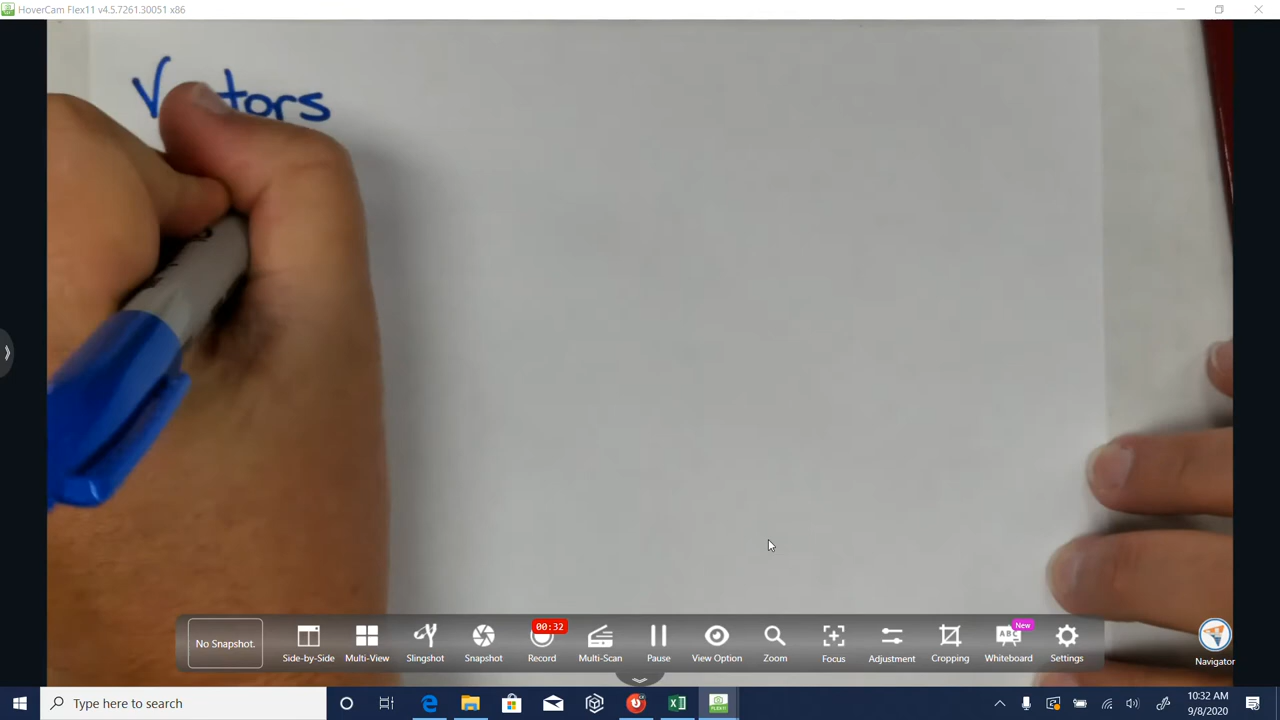 HoverCam Flex11 v4.5.7261.30051 x86
No Snapshot.
Side-by-Side
Multi-View
Slingshot
Snapshot
00:32
Record
Multi-Scan
Pause
View Option
Zoom
Focus
Adjustment
Cropping
New
ABC
Whiteboard
Settings
Navigator
Type here to search
FLEX11
10:32 AM
9/8/2020